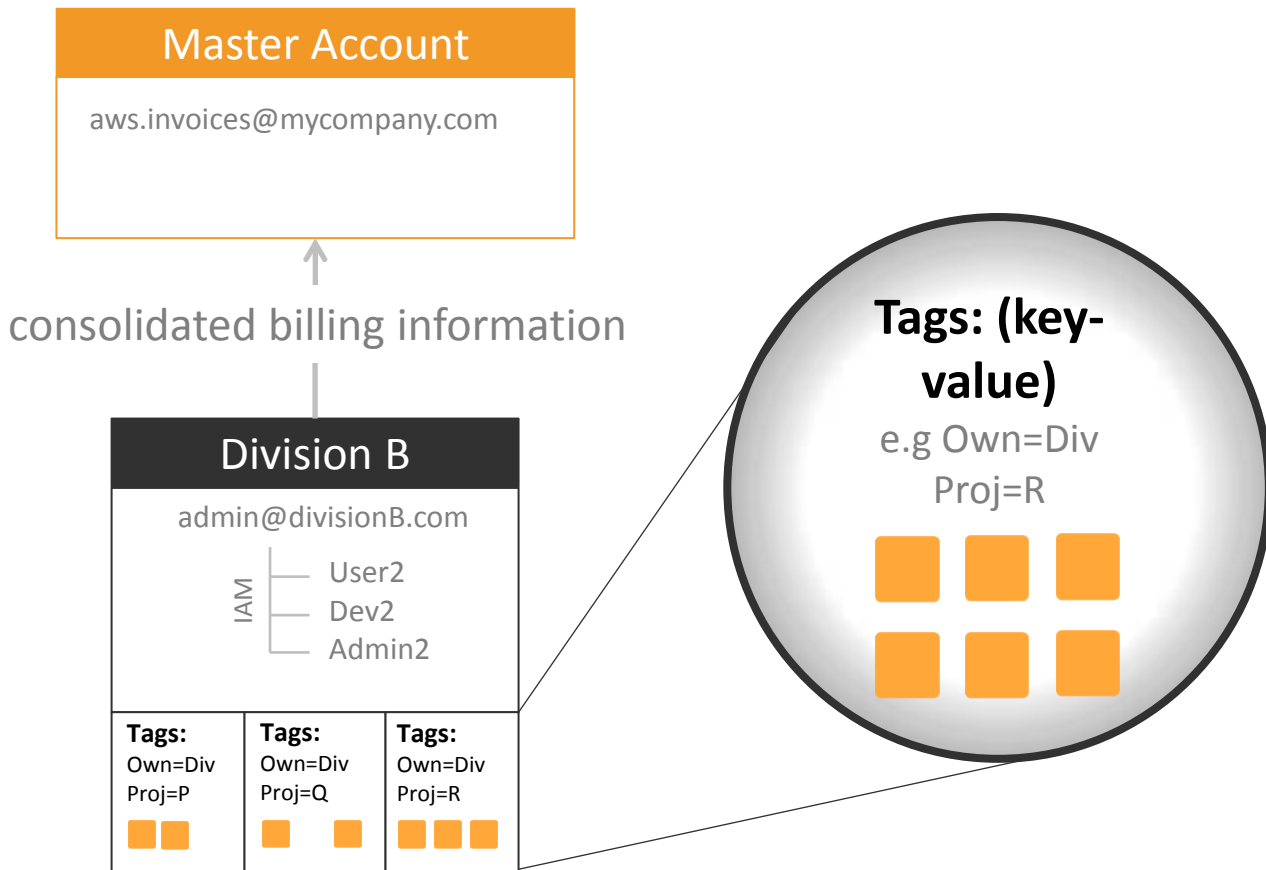 Master Account
aws.invoices@mycompany.com
consolidated billing information
Division B
admin@divisionB.com
IAM
User2
Dev2
Admin2
Tags:
Own=Div
Proj=P
Tags:
Own=Div
Proj=Q
Tags:
Own=Div
Proj=R
Tags: (key-
value)
e.g Own=Div
Proj=R